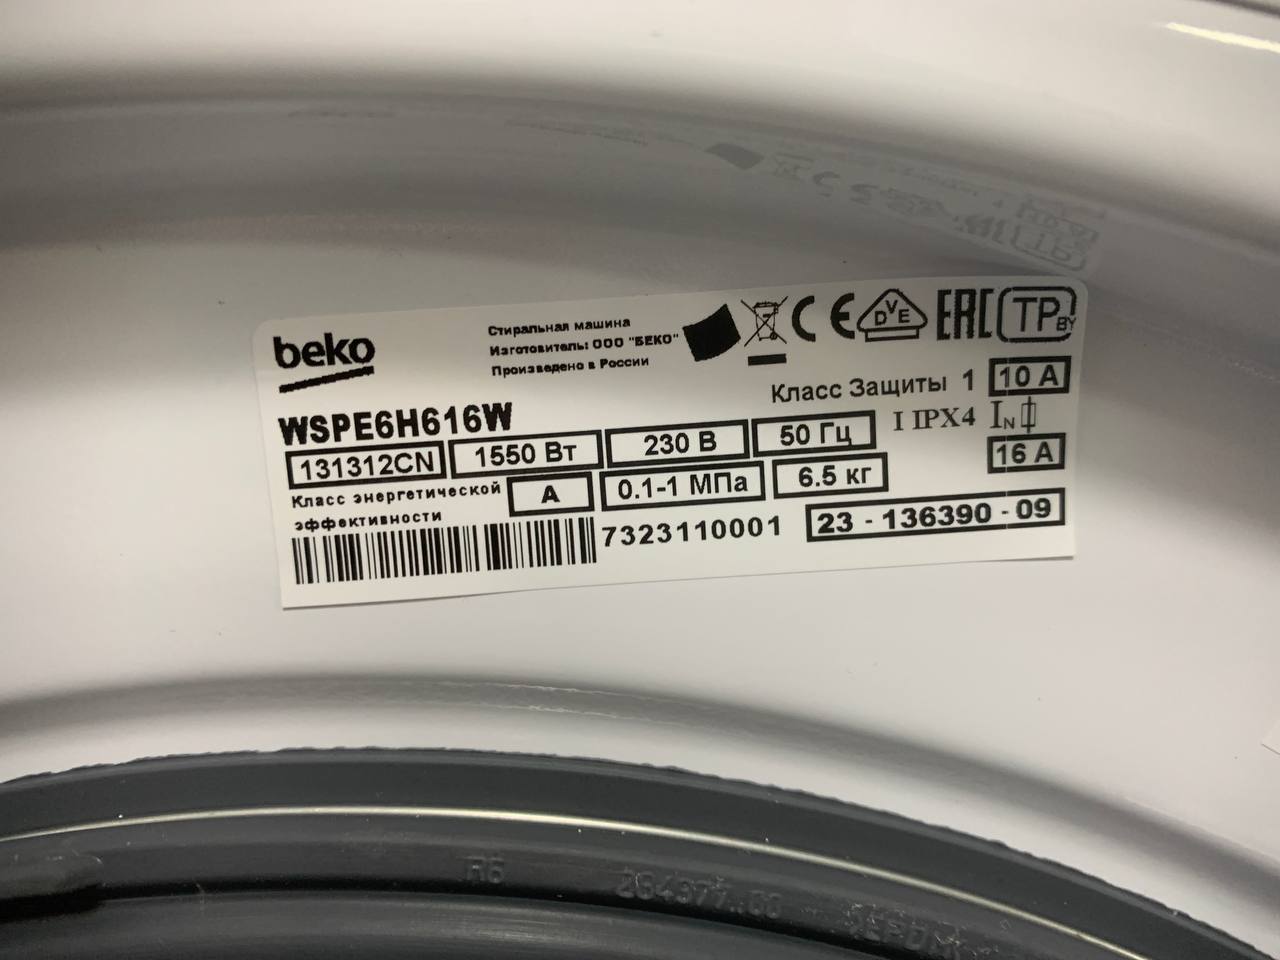 beko
Стиральная машина
Изготовитель: ООО "БЕКО"
Произведено в России
CE
DVE
EAC
TP BY
WSPE6H616W
Класс Защиты 1
10 A
131312CN
1550 Вт
230 В
50 Гц
I IPX4
IN
16 A
Класс энергетической
эффективности
A
0.1-1 МПа
6.5 кг
7323110001
23 - 136390 - 09